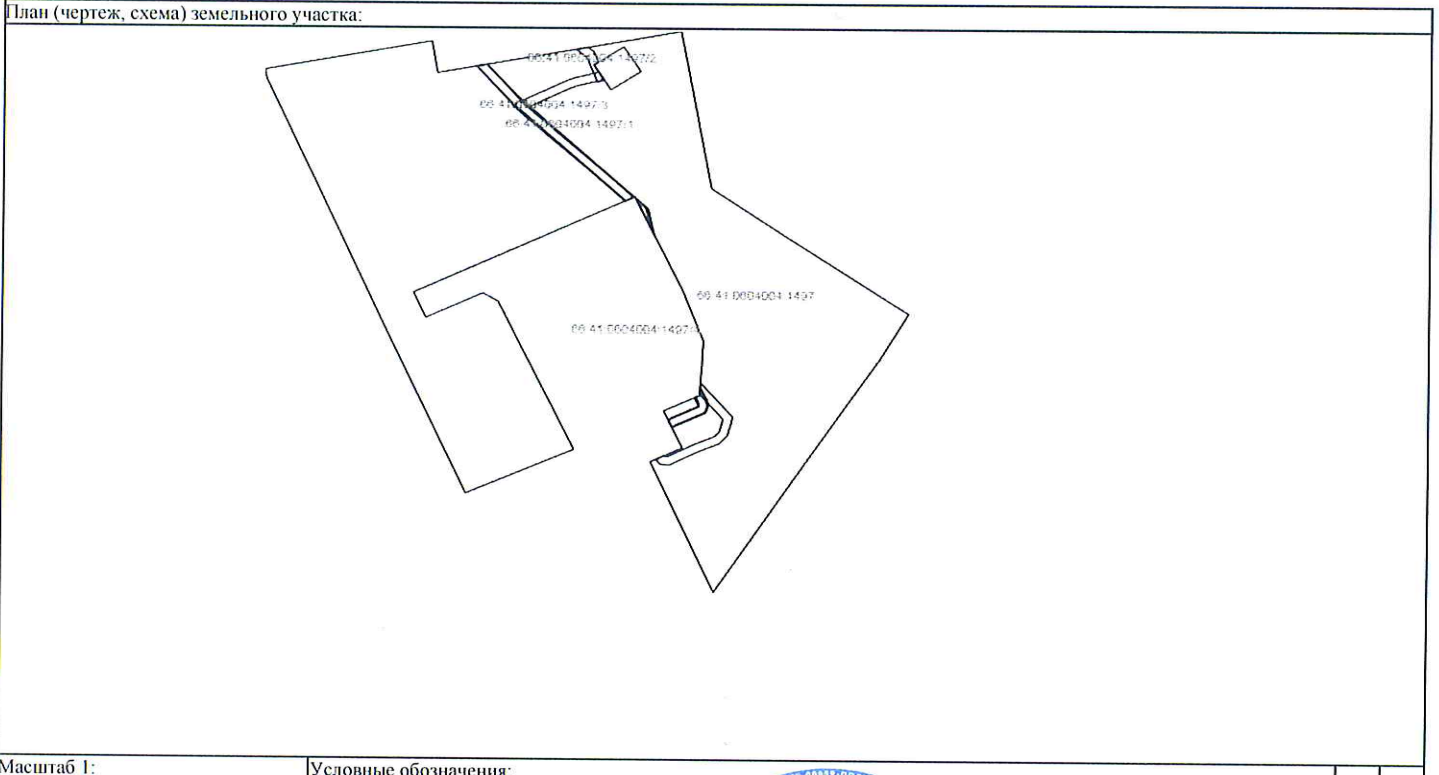 План (чертеж, схема) земельного участка:
66:41:0604004:1497/2
66:41:0604004:1497/3
66:41:0604004:1497/1
66:41:0604004:1497
Масштаб 1:
Условные обозначения: